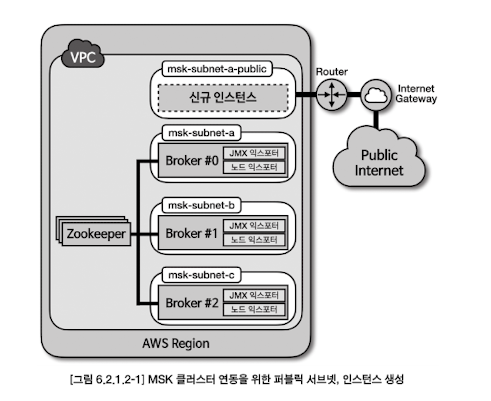 VPC
msk-subnet-a-public
신규 인스턴스
Router
Internet
Gateway
Public
Internet
msk-subnet-a
Broker #0
JMX 익스포터
노드 익스포터
msk-subnet-b
Zookeeper
Broker #1
JMX 익스포터
노드 익스포터
msk-subnet-c
Broker #2
JMX 익스포터
노드 익스포터
AWS Region
[그림 6.2.1.2-1] MSK 클러스터 연동을 위한 퍼블릭 서브넷, 인스턴스 생성